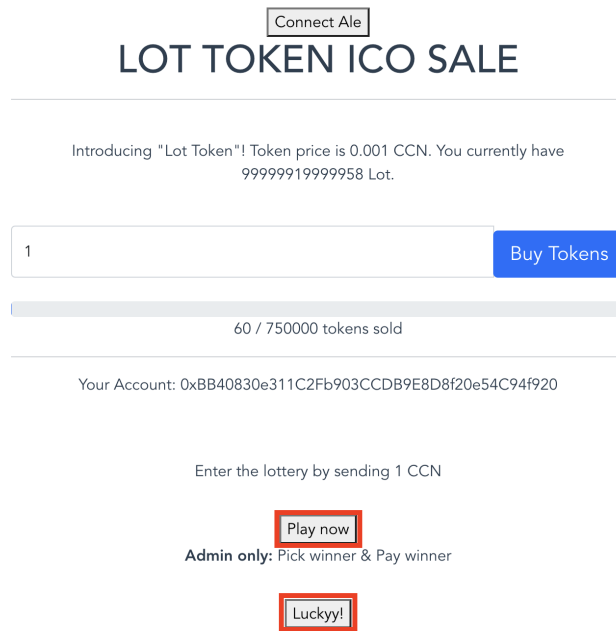 Connect Ale
LOT TOKEN ICO SALE
Introducing "Lot Token"! Token price is 0.001 CCN. You currently have
99999919999958 Lot.
1
Buy Tokens
60 / 750000 tokens sold
Your Account: 0xBB40830e311C2Fb903CCDB9E8D8f20e54C94f920
Enter the lottery by sending 1 CCN
Play now
Admin only: Pick winner & Pay winner
Luckyy!